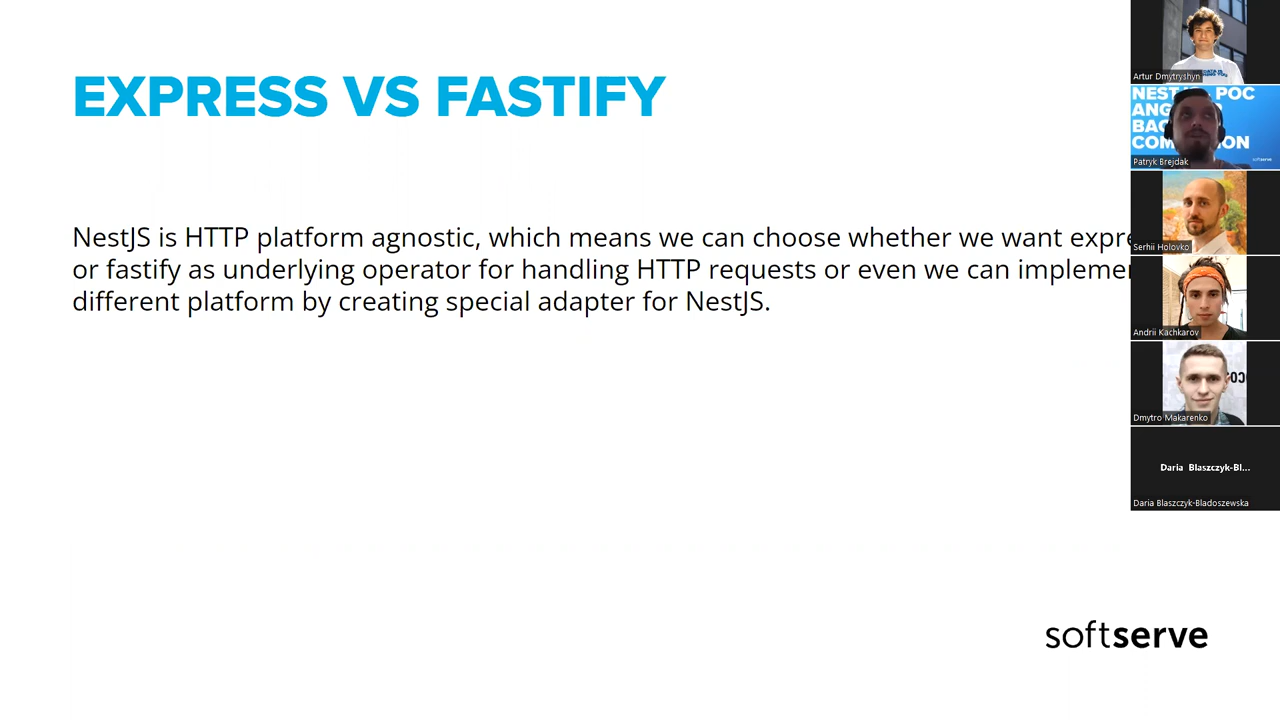 EXPRESS VS FASTIFY
NestJS is HTTP platform agnostic, which means we can choose whether we want
or fastify as underlying operator for handling HTTP requests or even we can
different platform by creating special adapter for NestJS.
softserve
Artur Dmytryshyn
POC
Patryk Brejdak
softserve
Serhii Holovko
Andrii Kachkarov
Dmytro Makarenko
Daria Blaszczyk-Bl...
Daria Blaszczyk-Bladoszewska